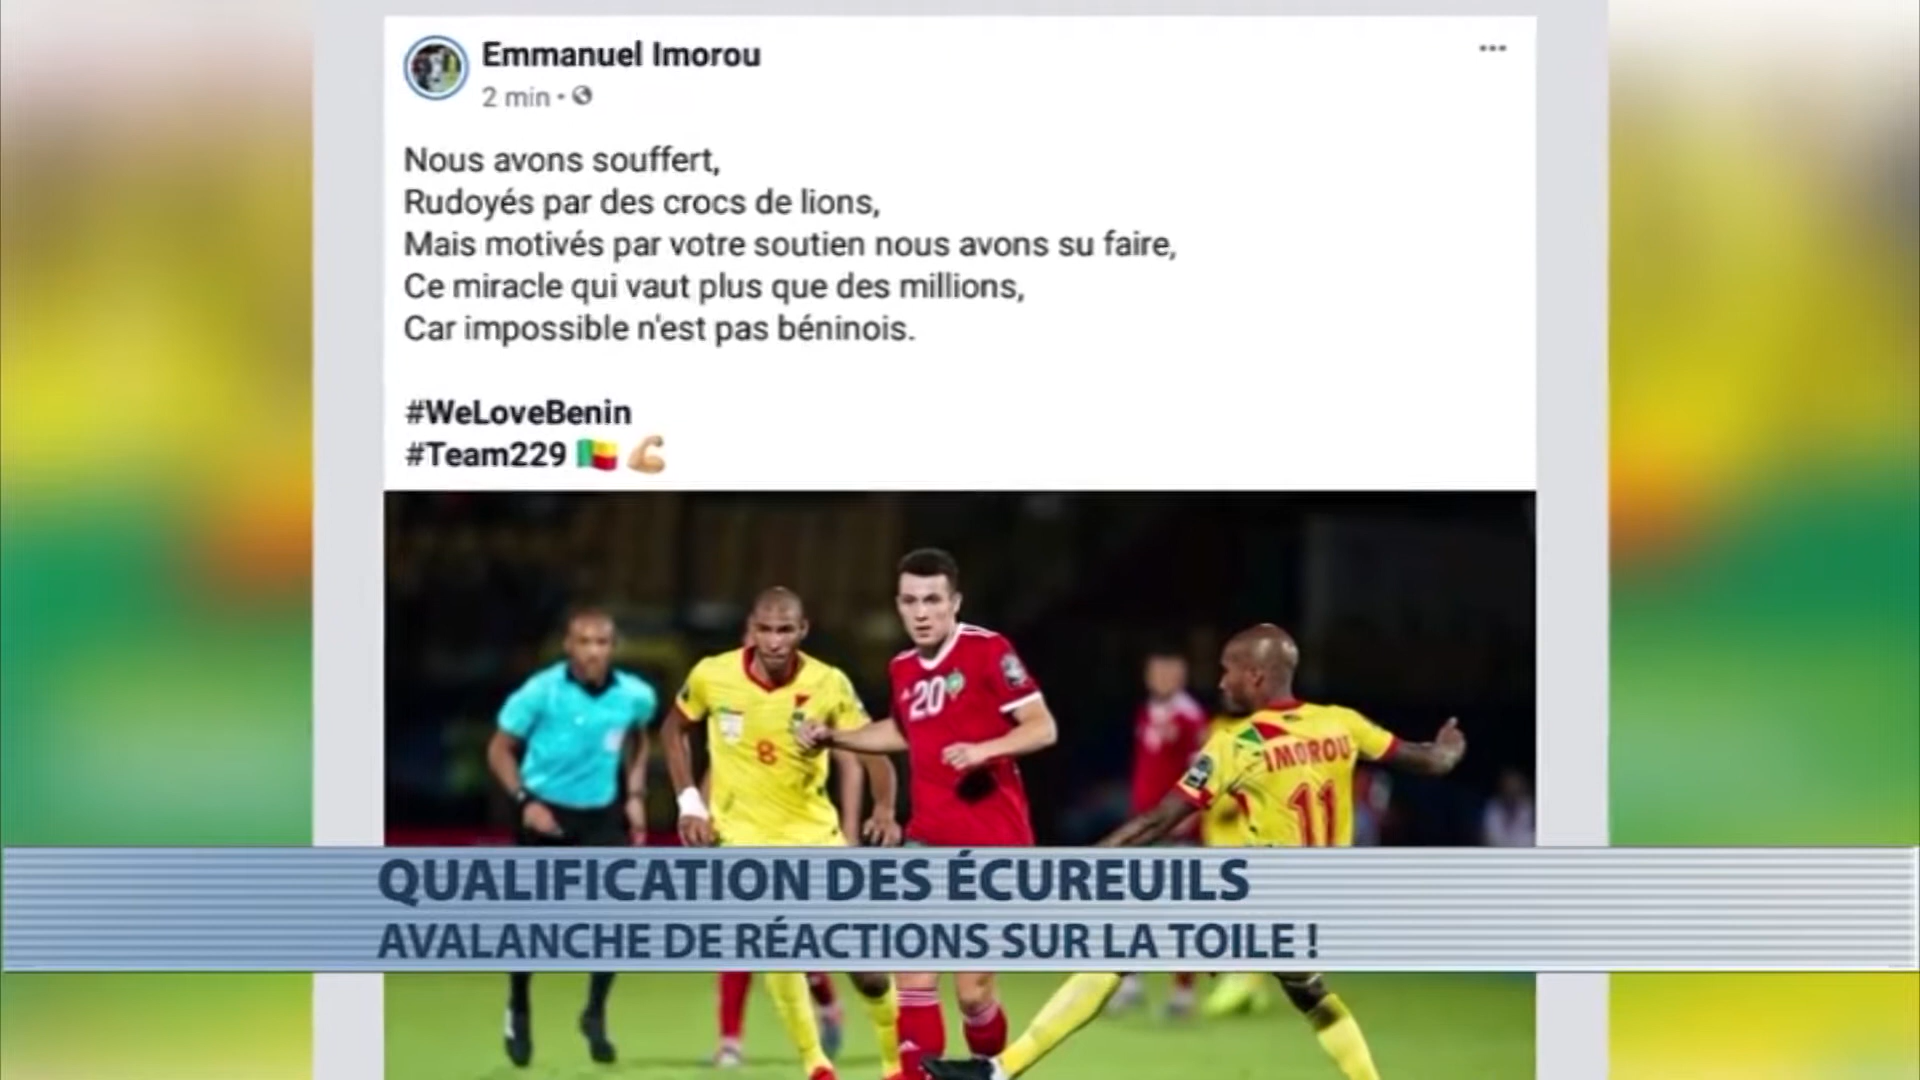 Emmanuel Imorou
2 min
Nous avons souffert,
Rudoyés par des crocs de lions,
Mais motivés par votre soutien nous avons su faire,
Ce miracle qui vaut plus que des millions,
Car impossible n'est pas béninois.
#WeLoveBenin
#Team229 🇧🇯 💪🏼
20
8
IMOROU
11
QUALIFICATION DES ÉCUREUILS
AVALANCHE DE RÉACTIONS SUR LA TOILE !